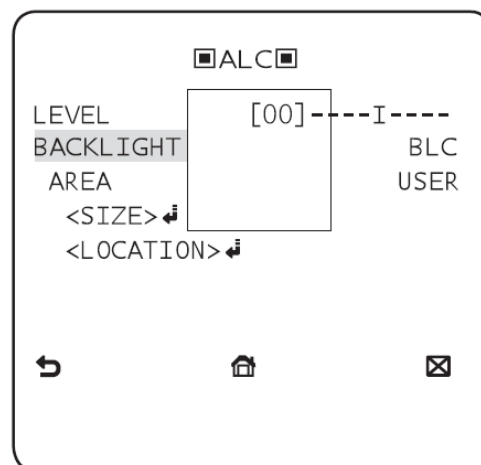 ▣ALC▣
LEVEL [00]----I----
BACKLIGHT BLC
AREA USER
<SIZE>↲
<LOCATION>↲